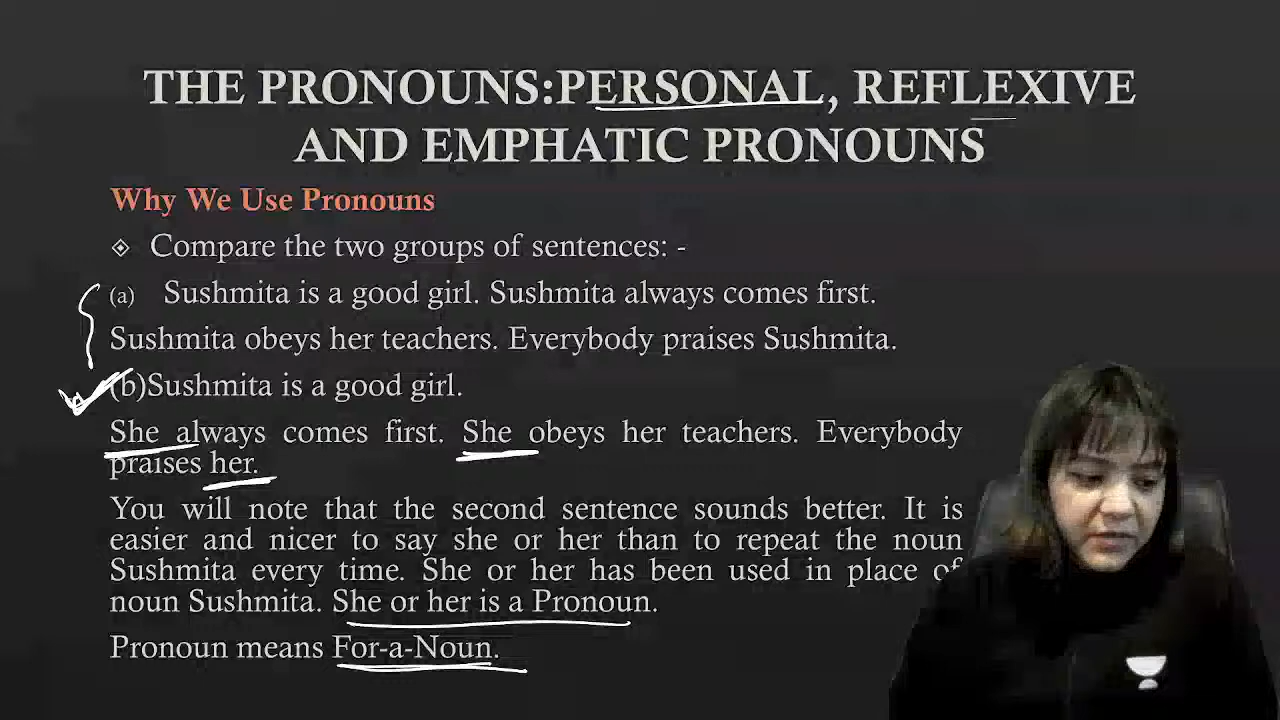 THE PRONOUNS:PERSONAL, REFLEXIVE
AND EMPHATIC PRONOUNS
Why We Use Pronouns
Compare the two groups of sentences: -
(a) Sushmita is a good girl. Sushmita always comes first.
Sushmita obeys her teachers. Everybody praises Sushmita.
(b)Sushmita is a good girl.
She always comes first. She obeys her teachers. Everybody
praises her.
You will note that the second sentence sounds better. It is
easier and nicer to say she or her than to repeat the noun
Sushmita every time. She or her has been used in place of
noun Sushmita. She or her is a Pronoun.
Pronoun means For-a-Noun.